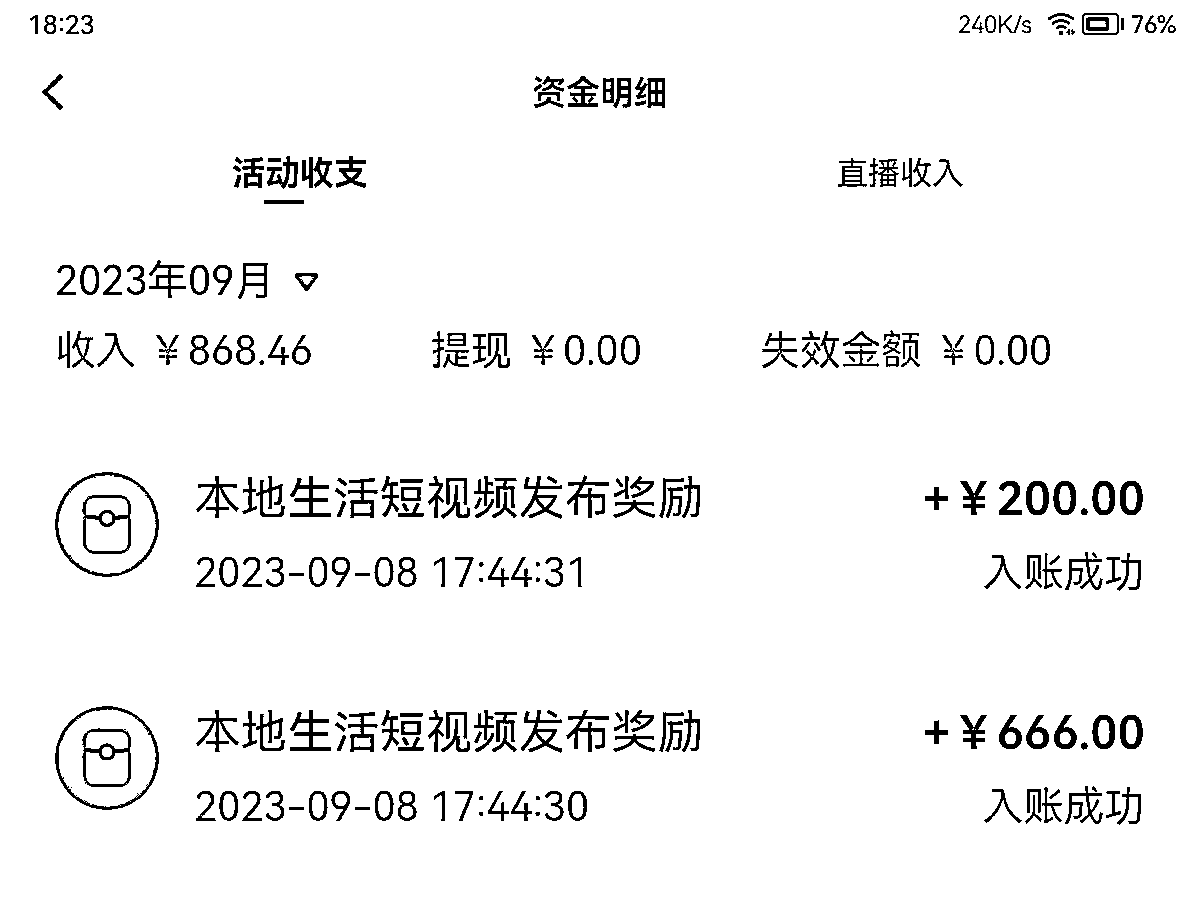 18:23 240K/s 76%
资金明细
活动收支 直播收入
2023年09月
收入 ¥868.46 提现 ¥0.00 失效金额 ¥0.00
本地生活短视频发布奖励 +¥200.00
2023-09-08 17:44:31 入账成功
本地生活短视频发布奖励 +¥666.00
2023-09-08 17:44:30 入账成功